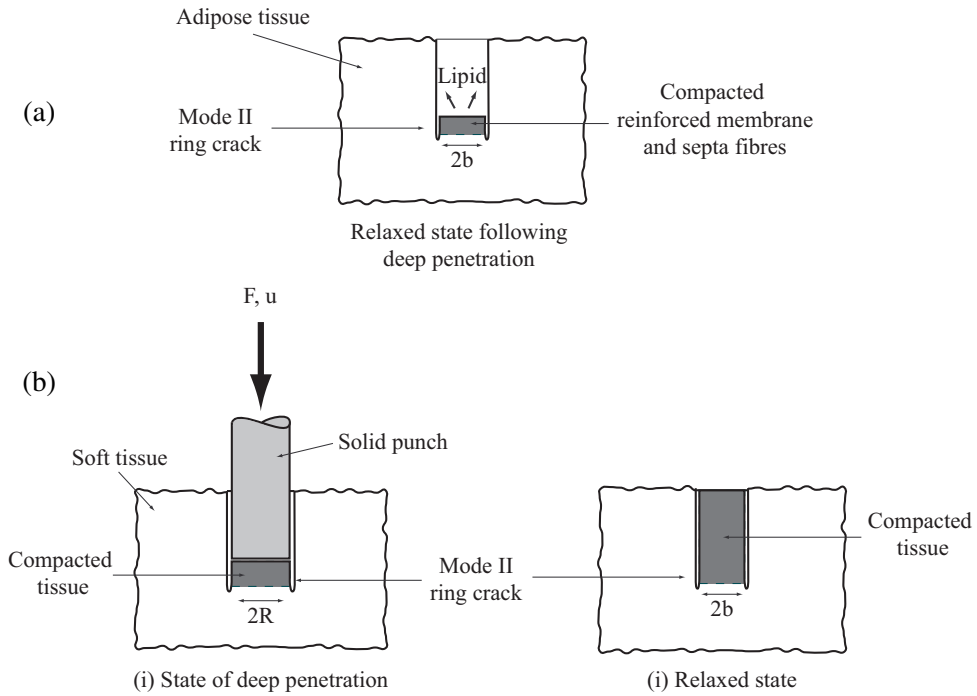 (a)
Adipose tissue
Lipid
Mode II
ring crack
Compacted
reinforced membrane
and septa fibres
2b
Relaxed state following
deep penetration
F, u
(b)
Solid punch
Soft tissue
Compacted
tissue
Mode II
ring crack
Compacted
tissue
2R
2b
(i) State of deep penetration
(i) Relaxed state